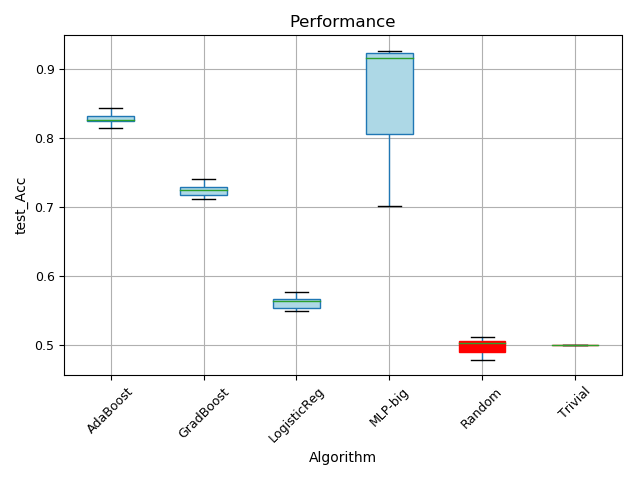 Performance
test_Acc
0.9
0.8
0.7
0.6
0.5
AdaBoost
GradBoost
LogisticReg
MLP-big
Random
Trivial
Algorithm